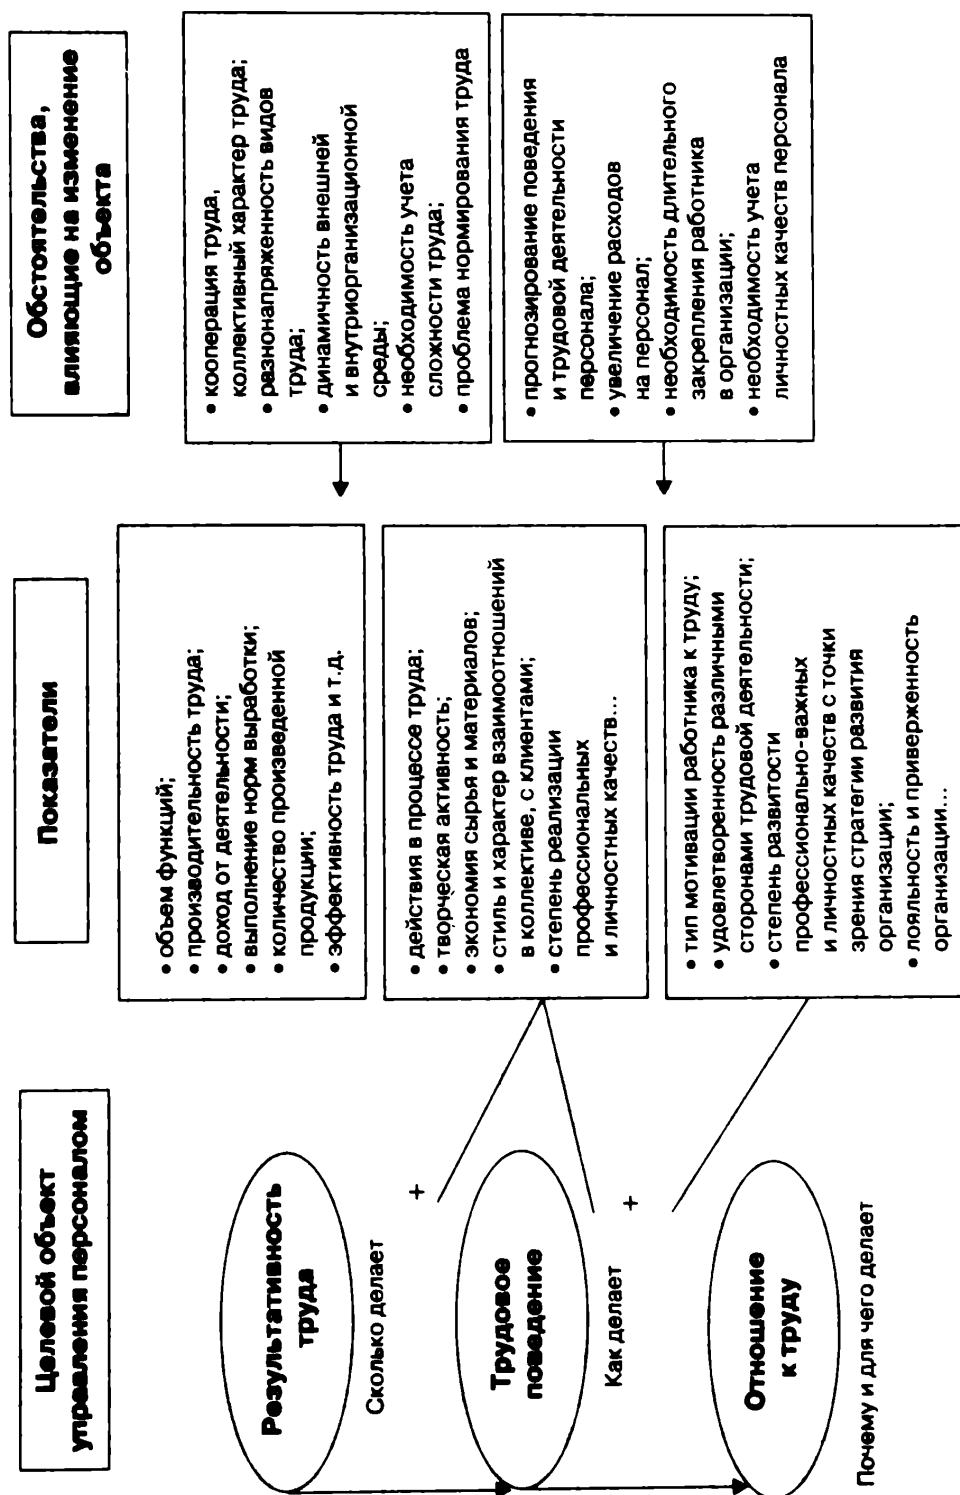 Целевой объект
управления персоналом
Показатели
Обстоятельства,
влияющие на изменение
объекта
Результативность
труда
Сколько делает
+
• объем функций;
• производительность труда;
• доход от деятельности;
• выполнение норм выработки;
• количество произведенной
продукции;
• эффективность труда и т.д.
• кооперация труда,
коллективный характер труда;
• разнонапряженность видов
труда;
• динамичность внешней
и внутриорганизационной
среды;
• необходимость учета
сложности труда;
• проблема нормирования труда
Трудовое
поведение
Как делает
+
• действия в процессе труда;
• творческая активность;
• экономия сырья и материалов;
• стиль и характер взаимоотношений
в коллективе, с клиентами;
• степень реализации
профессиональных
и личностных качеств...
• прогнозирование поведения
и трудовой деятельности
персонала;
• увеличение расходов
на персонал;
• необходимость длительного
закрепления работника
в организации;
• необходимость учета
личностных качеств персонала
Отношение
к труду
Почему и для чего делает
• тип мотивации работника к труду;
• удовлетворенность различными
сторонами трудовой деятельности;
• степень развитости
профессионально-важных
и личностных качеств с точки
зрения стратегии развития
организации;
• лояльность и приверженность
организации...